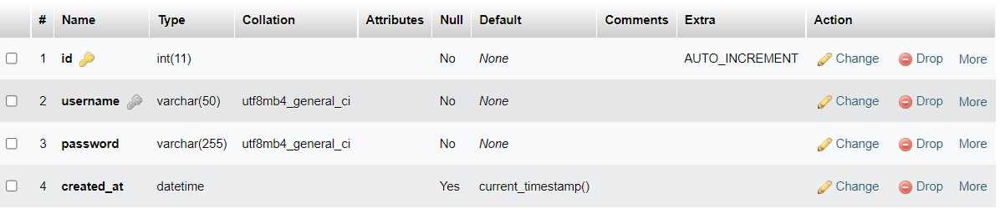 # Name Type Collation Attributes Null Default Comments Extra Action
1 id int(11) No None AUTO_INCREMENT Change Drop More
2 username varchar(50) utf8mb4_general_ci No None Change Drop More
3 password varchar(255) utf8mb4_general_ci No None Change Drop More
4 created_at datetime Yes current_timestamp() Change Drop More